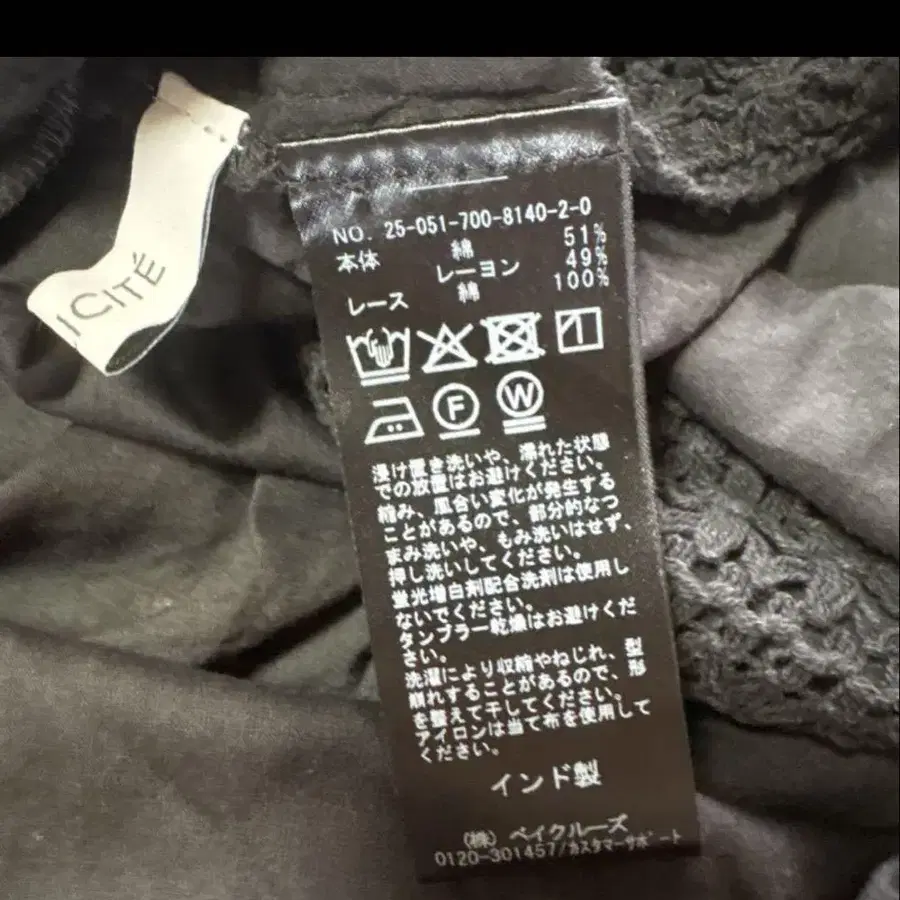 I CITÉ
NO. 25-051-700-8140-2-0
本体 綿 51%
レーヨン 49%
レース 綿 100%
F W
浸け置き洗いや、濡れた状態
での放置はお避けください。
縮み、風合い変化が発生する
ことがあるので、部分的なつ
まみ洗いや、もみ洗いはせず、
押し洗いしてください。
蛍光増白剤配合洗剤は使用し
ないでください。
タンブラー乾燥はお避けくだ
さい。
洗濯により収縮やねじれ、型
崩れすることがあるので、形
を整えて干してください。
アイロンは当て布を使用して
ください。
インド製
(株) ベイクルーズ
0120-301457/カスタマーサポート